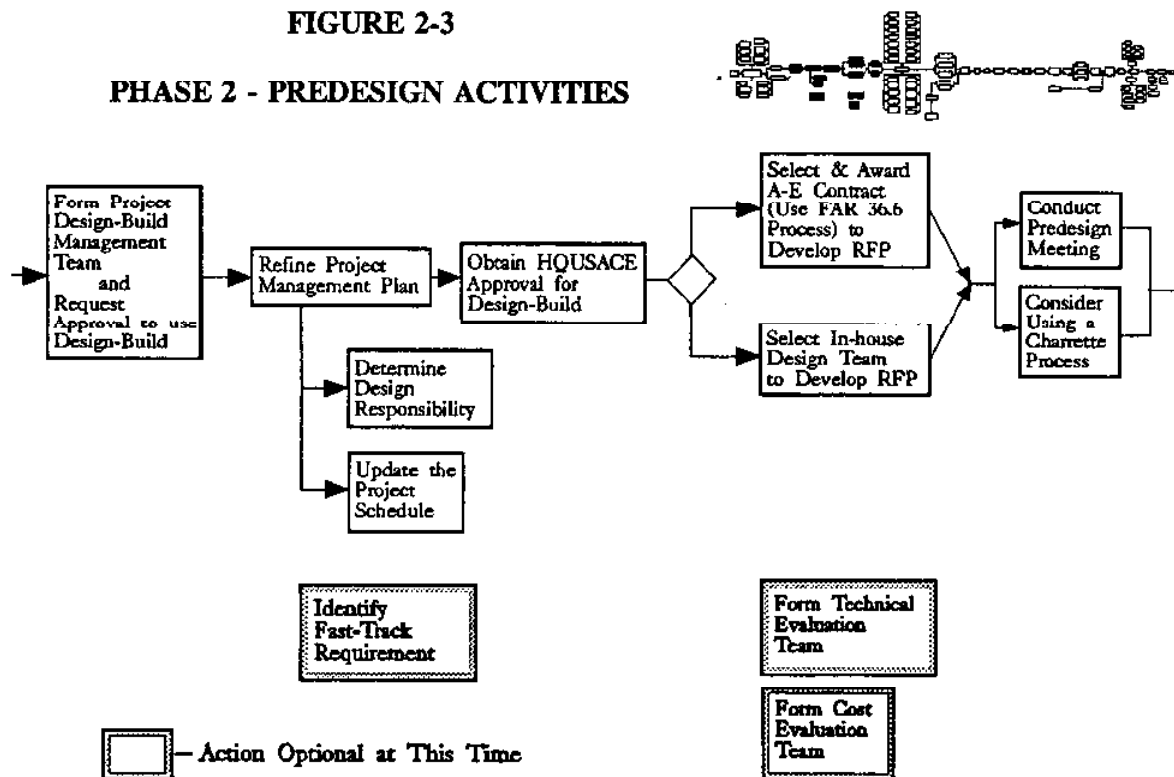 FIGURE 2-3
PHASE 2 - PREDESIGN ACTIVITIES
Form Project
Design-Build
Management
Team
and
Request
Approval to use
Design-Build
Refine Project
Management Plan
Determine
Design
Responsibility
Update the
Project
Schedule
Obtain HQUSACE
Approval for
Design-Build
Select & Award
A-E Contract
(Use FAR 36.6
Process) to
Develop RFP
Select In-house
Design Team
to Develop RFP
Conduct
Predesign
Meeting
Consider
Using a
Charrette
Process
Identify
Fast-Track
Requirement
Form Technical
Evaluation
Team
Form Cost
Evaluation
Team
– Action Optional at This Time